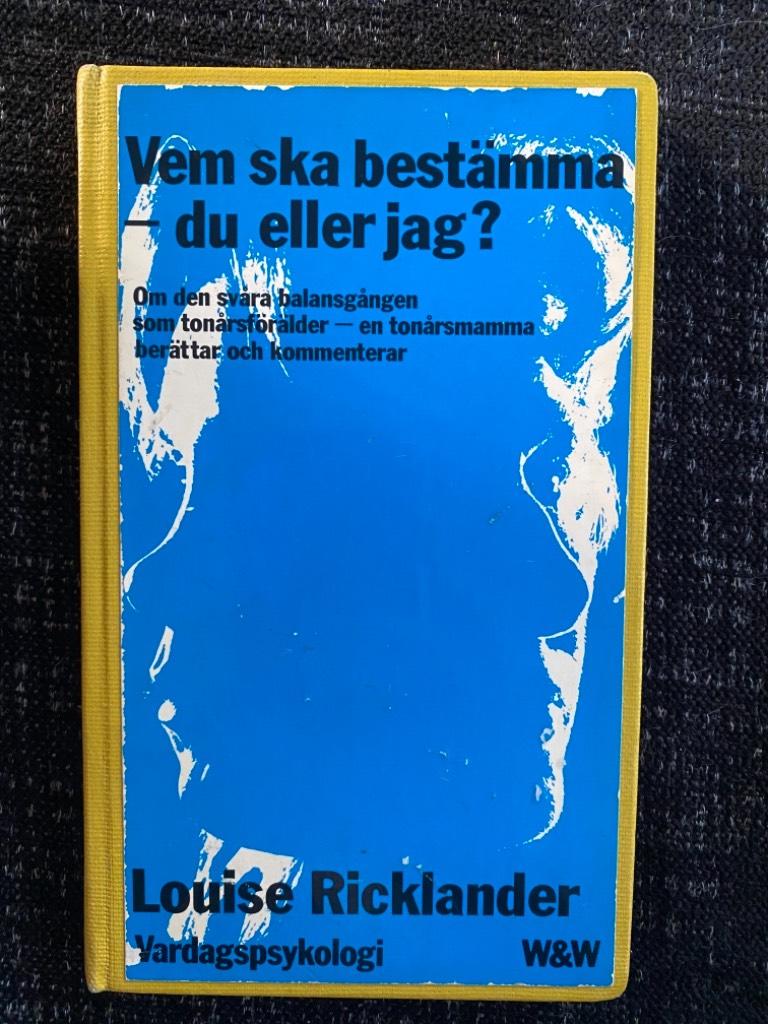 Vem ska bestämma
– du eller jag?
Om den svåra balansgången
som tonårsförälder – en tonårsmamma
berättar och kommenterar
Louise Ricklander
Vardagspsykologi W&W